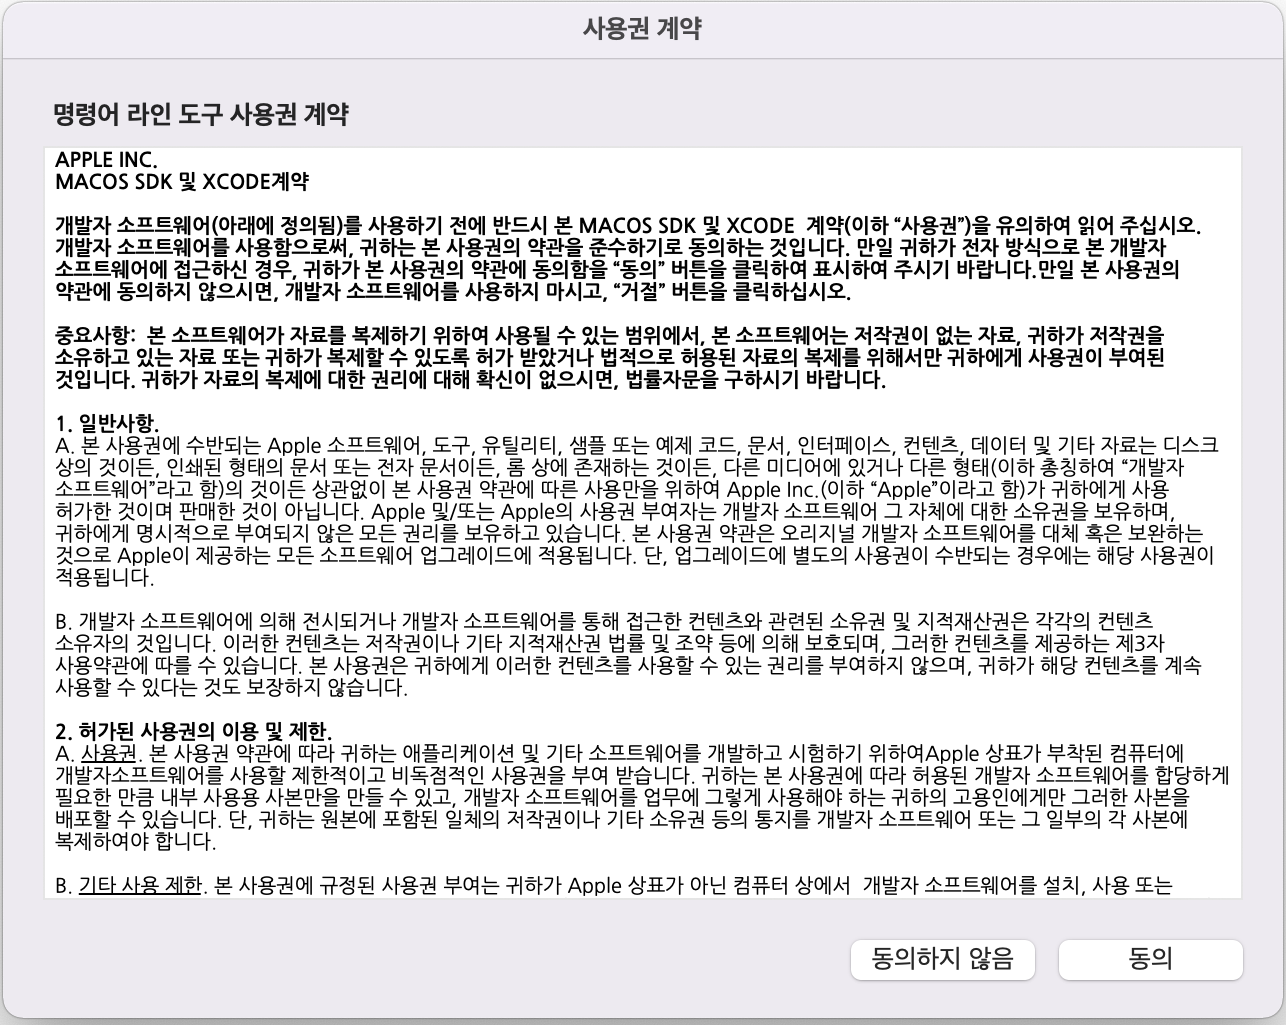 사용권 계약
명령어 라인 도구 사용권 계약
APPLE INC.
MACOS SDK 및 XCODE계약
개발자 소프트웨어(아래에 정의됨)를 사용하기 전에 반드시 본 MACOS SDK 및 XCODE  계약(이하 “사용권”)을 유의하여 읽어 주십시오.
개발자 소프트웨어를 사용함으로써, 귀하는 본 사용권의 약관을 준수하기로 동의하는 것입니다. 만일 귀하가 전자 방식으로 본 개발자
소프트웨어에 접근하신 경우, 귀하가 본 사용권의 약관에 동의함을 “동의” 버튼을 클릭하여 표시하여 주시기 바랍니다.만일 본 사용권의
약관에 동의하지 않으시면, 개발자 소프트웨어를 사용하지 마시고, “거절” 버튼을 클릭하십시오.
중요사항:  본 소프트웨어가 자료를 복제하기 위하여 사용될 수 있는 범위에서, 본 소프트웨어는 저작권이 없는 자료, 귀하가 저작권을
소유하고 있는 자료 또는 귀하가 복제할 수 있도록 허가 받았거나 법적으로 허용된 자료의 복제를 위해서만 귀하에게 사용권이 부여된
것입니다. 귀하가 자료의 복제에 대한 권리에 대해 확신이 없으시면, 법률자문을 구하시기 바랍니다.
1. 일반사항.
A. 본 사용권에 수반되는 Apple 소프트웨어, 도구, 유틸리티, 샘플 또는 예제 코드, 문서, 인터페이스, 컨텐츠, 데이터 및 기타 자료는 디스크
상의 것이든, 인쇄된 형태의 문서 또는 전자 문서이든, 롬 상에 존재하는 것이든, 다른 미디어에 있거나 다른 형태(이하 총칭하여 “개발자
소프트웨어”라고 함)의 것이든 상관없이 본 사용권 약관에 따른 사용만을 위하여 Apple Inc.(이하 “Apple”이라고 함)가 귀하에게 사용
허가한 것이며 판매한 것이 아닙니다. Apple 및/또는 Apple의 사용권 부여자는 개발자 소프트웨어 그 자체에 대한 소유권을 보유하며,
귀하에게 명시적으로 부여되지 않은 모든 권리를 보유하고 있습니다. 본 사용권 약관은 오리지널 개발자 소프트웨어를 대체 혹은 보완하는
것으로 Apple이 제공하는 모든 소프트웨어 업그레이드에 적용됩니다. 단, 업그레이드에 별도의 사용권이 수반되는 경우에는 해당 사용권이
적용됩니다.
B. 개발자 소프트웨어에 의해 전시되거나 개발자 소프트웨어를 통해 접근한 컨텐츠와 관련된 소유권 및 지적재산권은 각각의 컨텐츠
소유자의 것입니다. 이러한 컨텐츠는 저작권이나 기타 지적재산권 법률 및 조약 등에 의해 보호되며, 그러한 컨텐츠를 제공하는 제3자
사용약관에 따를 수 있습니다. 본 사용권은 귀하에게 이러한 컨텐츠를 사용할 수 있는 권리를 부여하지 않으며, 귀하가 해당 컨텐츠를 계속
사용할 수 있다는 것도 보장하지 않습니다.
2. 허가된 사용권의 이용 및 제한.
A. 사용권. 본 사용권 약관에 따라 귀하는 애플리케이션 및 기타 소프트웨어를 개발하고 시험하기 위하여Apple 상표가 부착된 컴퓨터에
개발자소프트웨어를 사용할 제한적이고 비독점적인 사용권을 부여 받습니다. 귀하는 본 사용권에 따라 허용된 개발자 소프트웨어를 합당하게
필요한 만큼 내부 사용용 사본만을 만들 수 있고, 개발자 소프트웨어를 업무에 그렇게 사용해야 하는 귀하의 고용인에게만 그러한 사본을
배포할 수 있습니다. 단, 귀하는 원본에 포함된 일체의 저작권이나 기타 소유권 등의 통지를 개발자 소프트웨어 또는 그 일부의 각 사본에
복제하여야 합니다.
B. 기타 사용 제한. 본 사용권에 규정된 사용권 부여는 귀하가 Apple 상표가 아닌 컴퓨터 상에서  개발자 소프트웨어를 설치, 사용 또는
동의하지 않음
동의